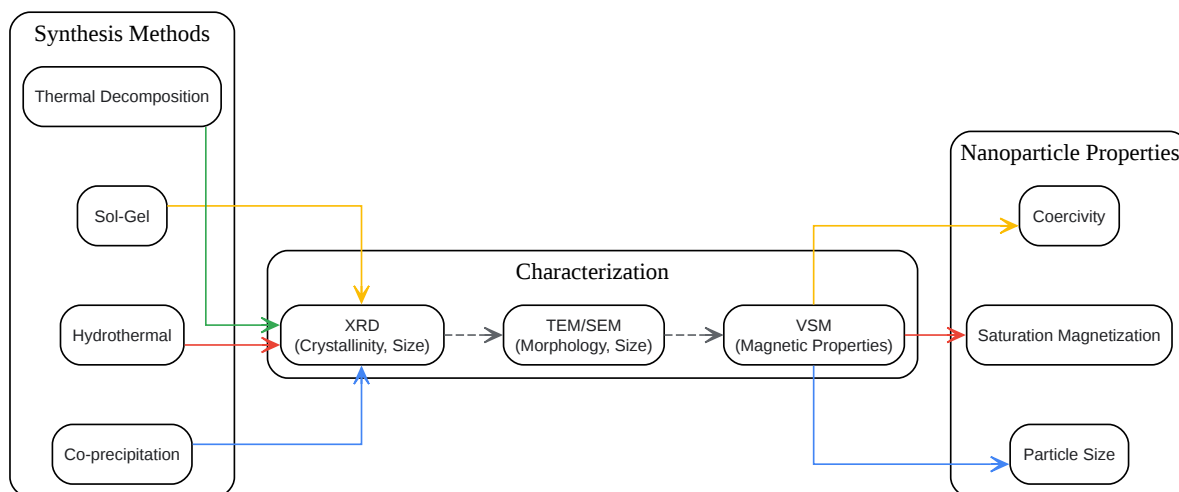 Synthesis Methods
Thermal Decomposition
Sol-Gel
Hydrothermal
Co-precipitation
Characterization
XRD
(Crystallinity, Size)
TEM/SEM
(Morphology, Size)
VSM
(Magnetic Properties)
Nanoparticle Properties
Coercivity
Saturation Magnetization
Particle Size